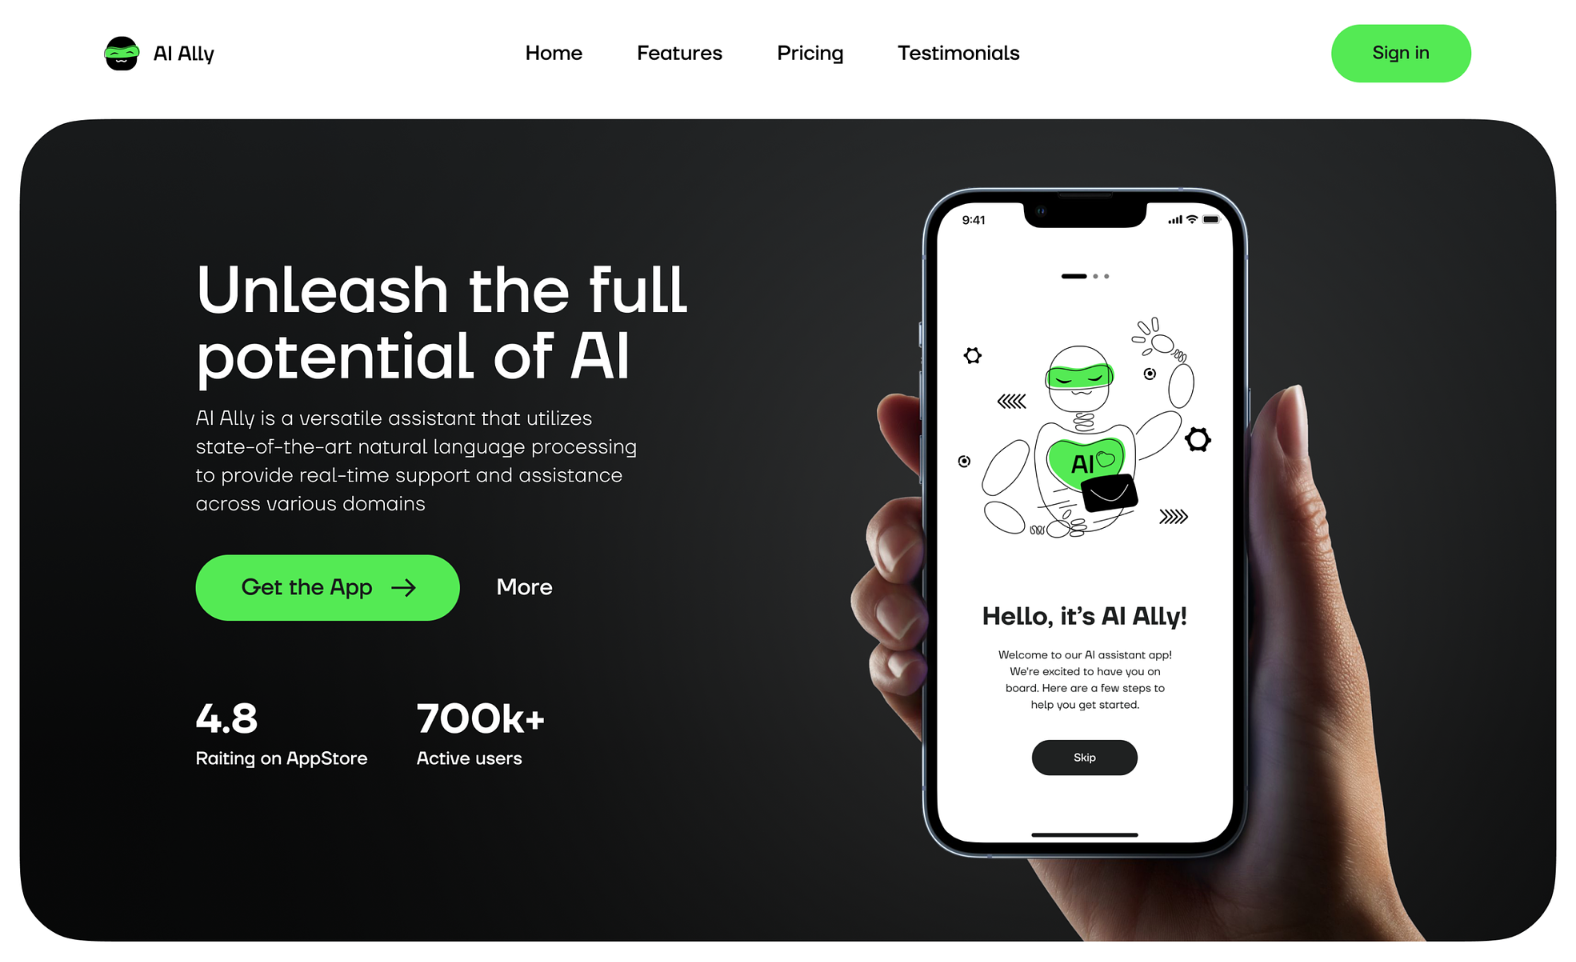 AI Ally
Home
Features
Pricing
Testimonials
Sign in
Unleash the full
potential of AI
AI Ally is a versatile assistant that utilizes
state-of-the-art natural language processing
to provide real-time support and assistance
across various domains
Get the App
More
4.8
Raiting on AppStore
700k+
Active users
9:41
AI
Hello, it’s AI Ally!
Welcome to our AI assistant app!
We’re excited to have you on
board. Here are a few steps to
help you get started.
Skip